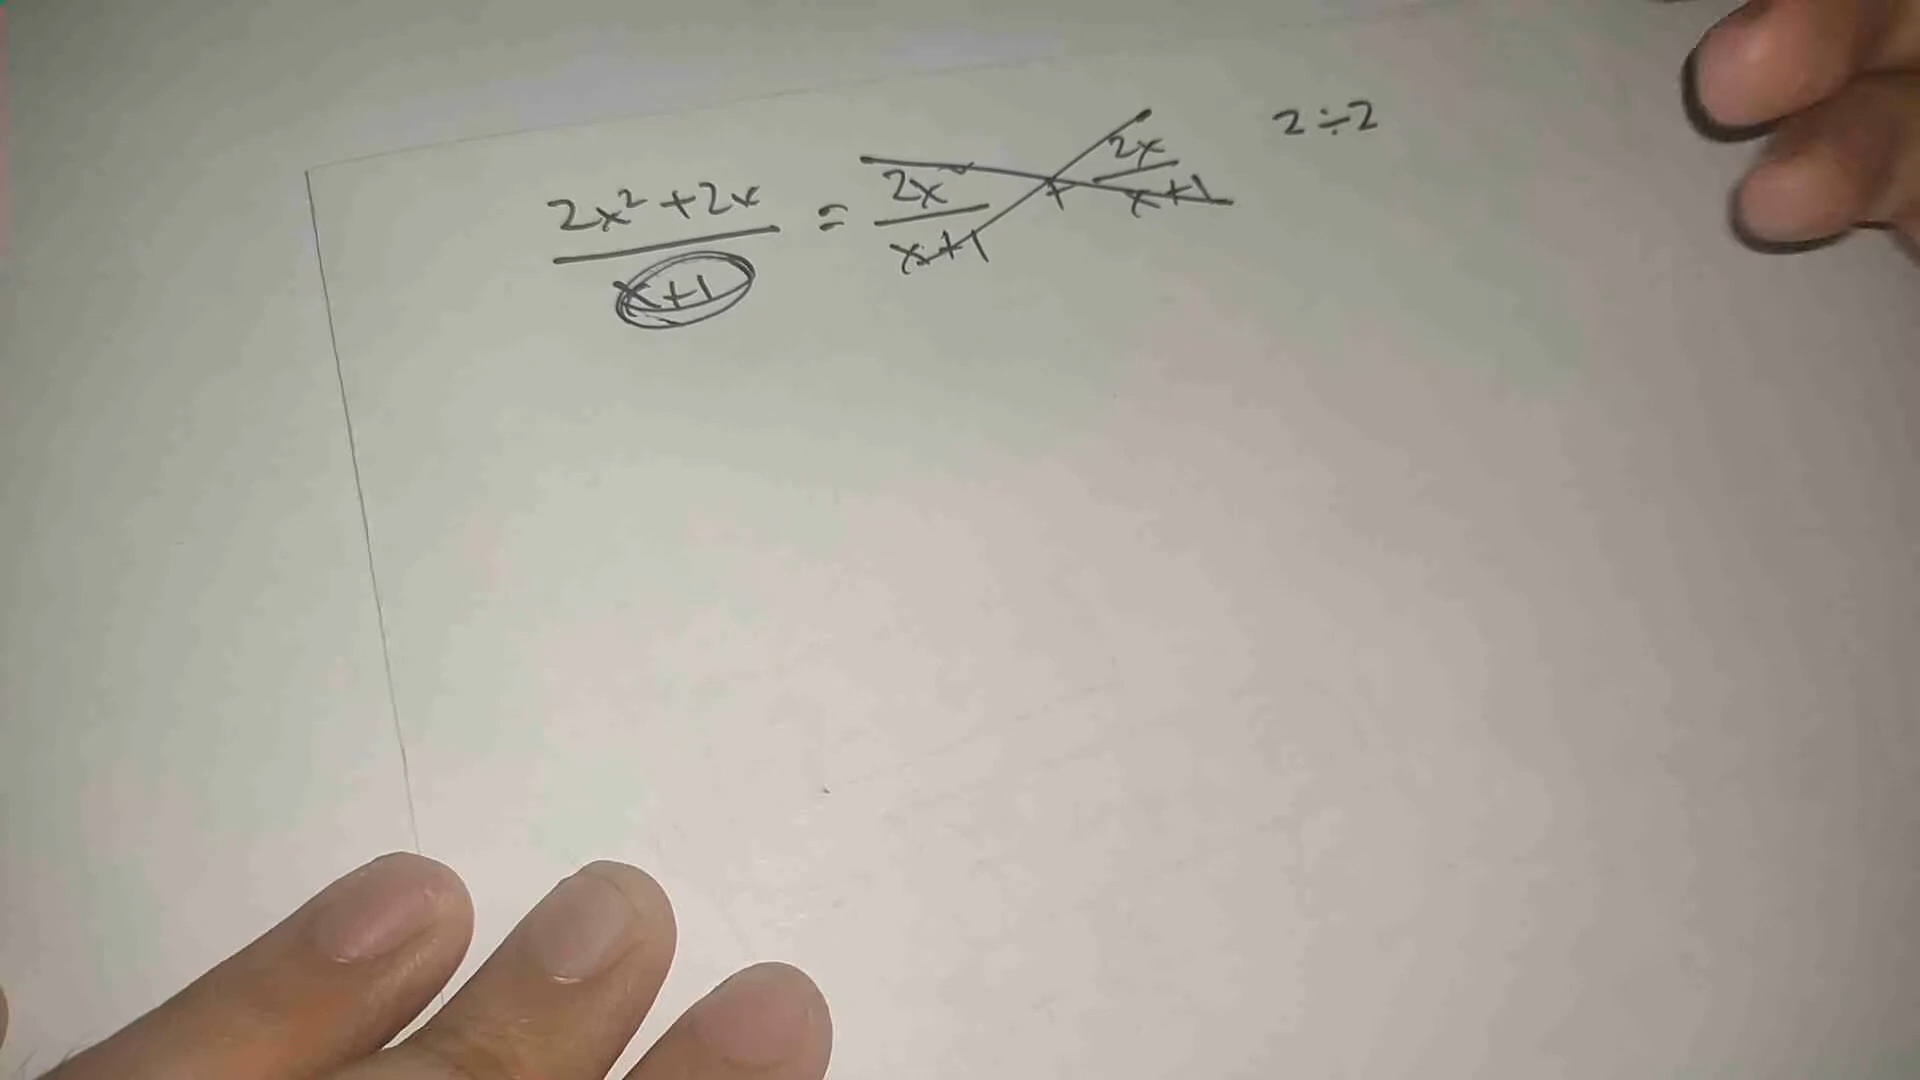 2x² + 2x / x+1 = 2x / x+1 + 2x / x+1
2÷2